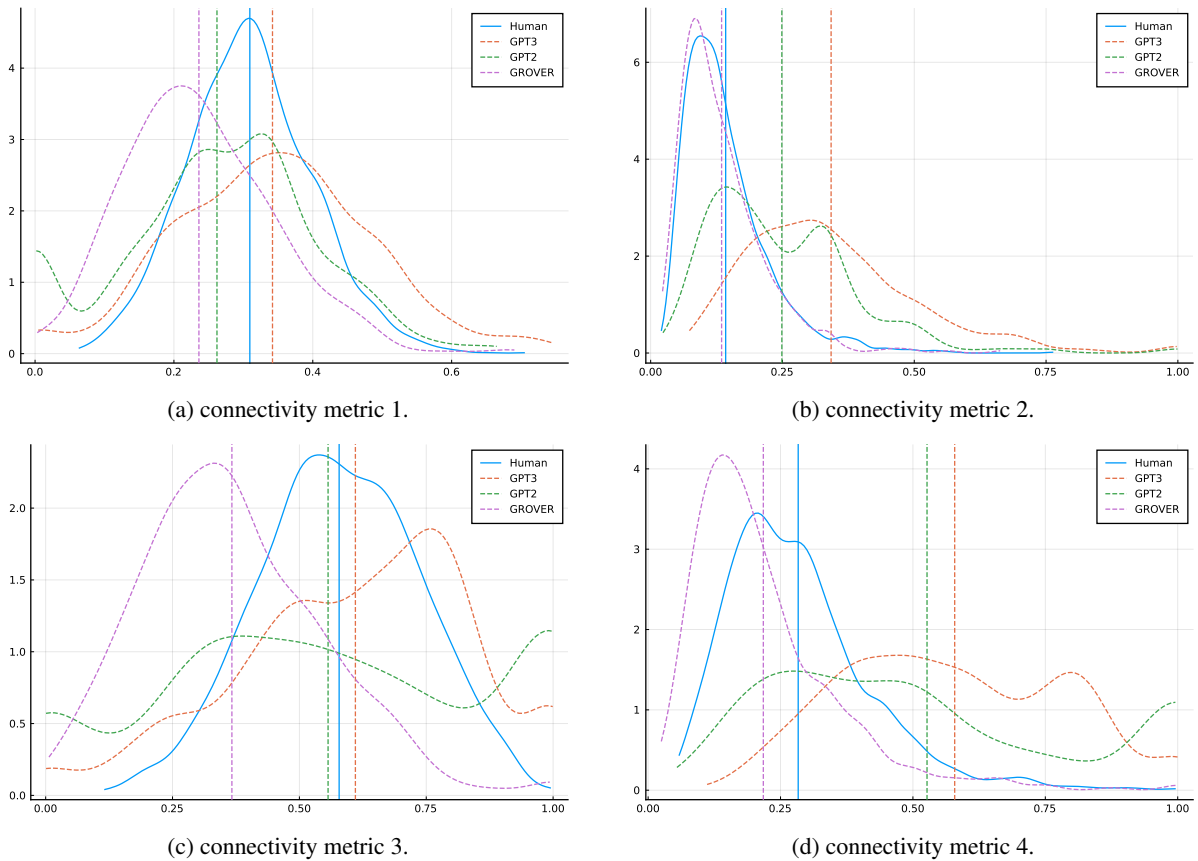 Human
GPT3
GPT2
GROVER
4
3
2
1
0
0.0 0.2 0.4 0.6
(a) connectivity metric 1.
Human
GPT3
GPT2
GROVER
6
4
2
0
0.00 0.25 0.50 0.75 1.00
(b) connectivity metric 2.
Human
GPT3
GPT2
GROVER
2.0
1.5
1.0
0.5
0.0
0.00 0.25 0.50 0.75 1.00
(c) connectivity metric 3.
Human
GPT3
GPT2
GROVER
4
3
2
1
0
0.00 0.25 0.50 0.75 1.00
(d) connectivity metric 4.